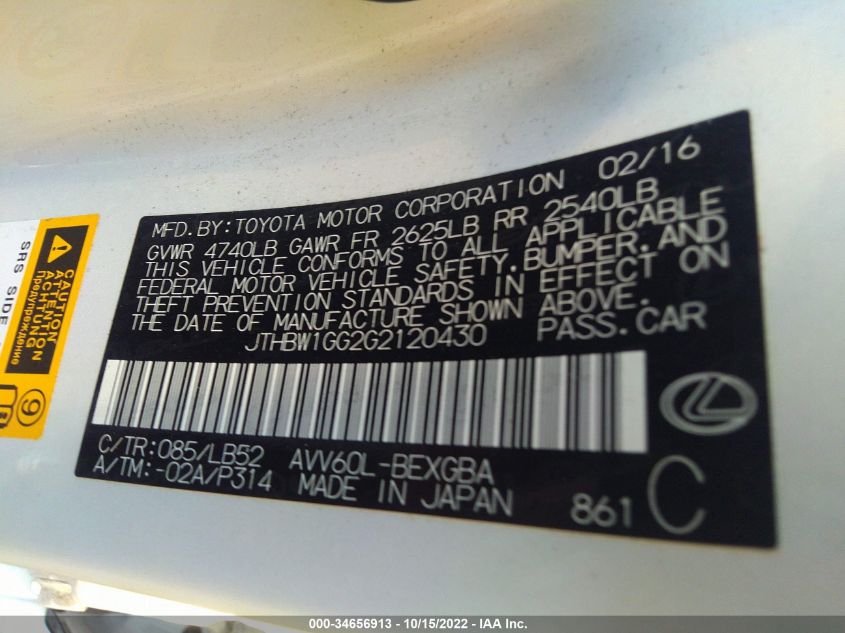 MFD.BY:TOYOTA MOTOR CORPORATION 02/16
GVWR 4740LB GAWR FR 2625LB RR 2540LB
THIS VEHICLE CONFORMS TO ALL APPLICABLE
FEDERAL MOTOR VEHICLE SAFETY,BUMPER,AND
THEFT PREVENTION STANDARDS IN EFFECT ON
THE DATE OF MANUFACTURE SHOWN ABOVE.
JTHBW1GG2G2120430 PASS.CAR
C/TR:085/LB52 AVV60L-BEXGBA
A/TM:-02A/P314 MADE IN JAPAN 861 C
SRS SIDE
CAUTION
ATTENTION
ACHTUNG
Предупреждение
9
000-34656913 - 10/15/2022 - IAA Inc.